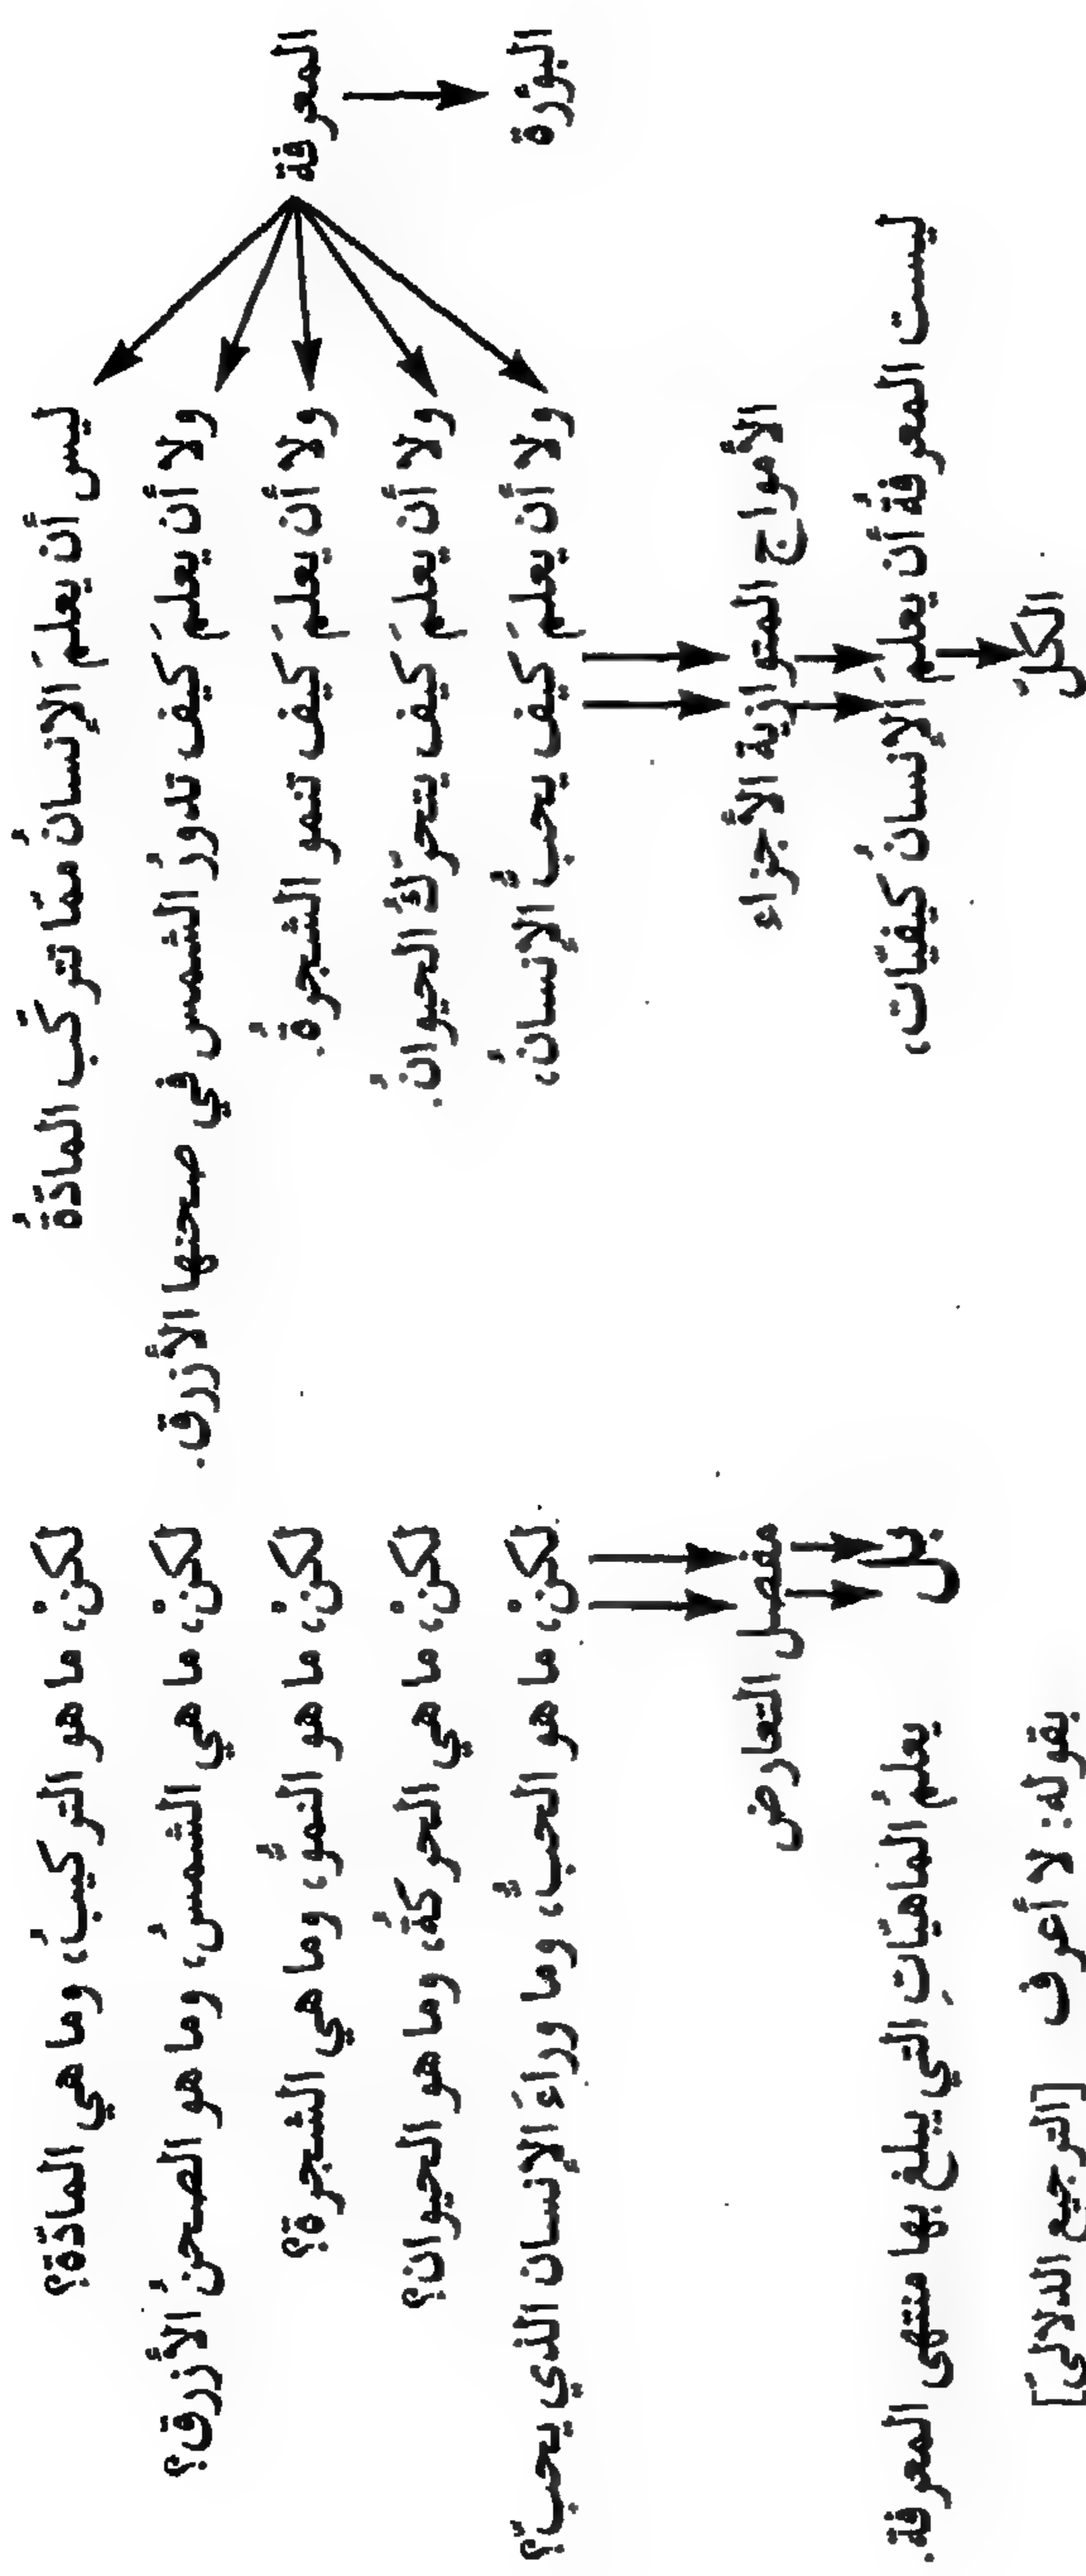 ليس أن يعلمَ الإنسانُ ممّا تتركّب المادّةُ لكنْ، ما هو التركيبُ، وما هي المادّة؟
ولا أن يعلمَ كيف تدورُ الشمس في صحنها الأزرق. لكنْ، ما هي الشمسُ، وما هو الصحنُ الأزرق؟
المعرفة ولا أن يعلمَ كيف تنمو الشجرةُ. لكنْ، ما هو النموُّ، وما هي الشجرة؟
ولا أن يعلمَ كيف يتحرّك الحيوانُ. لكنْ، ما هي الحركةُ، وما هو الحيوان؟
البؤرة ولا أن يعلمَ كيف يحبُّ الإنسانُ، لكنْ، ما هو الحبُّ، وما وراءَ الإنسان الذي يحبّ؟
الأمواج المتوازية الأجزاء مفصل التعارض
ليست المعرفةُ أن يعلمَ الإنسانُ كيفيّات، بل يعلمُ الماهيّاتِ التي يبلغ بها منتهى المعرفة.
الكلّ بقوله: لا أعرف [الترجيع الدلاليّ]